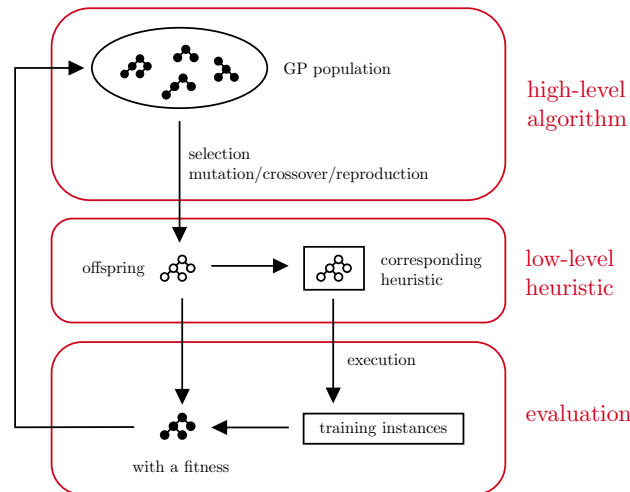 GP population
high-level
algorithm
selection
mutation/crossover/reproduction
offspring
corresponding
heuristic
low-level
heuristic
execution
training instances
evaluation
with a fitness